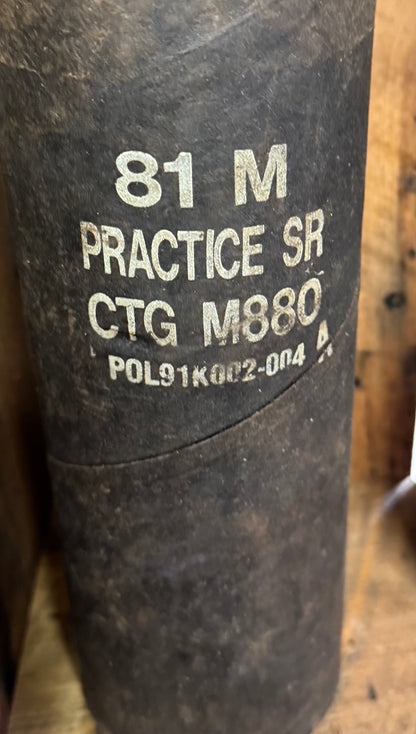 81 M
PRACTICE SR
CTG M880
POL91K002-004 A